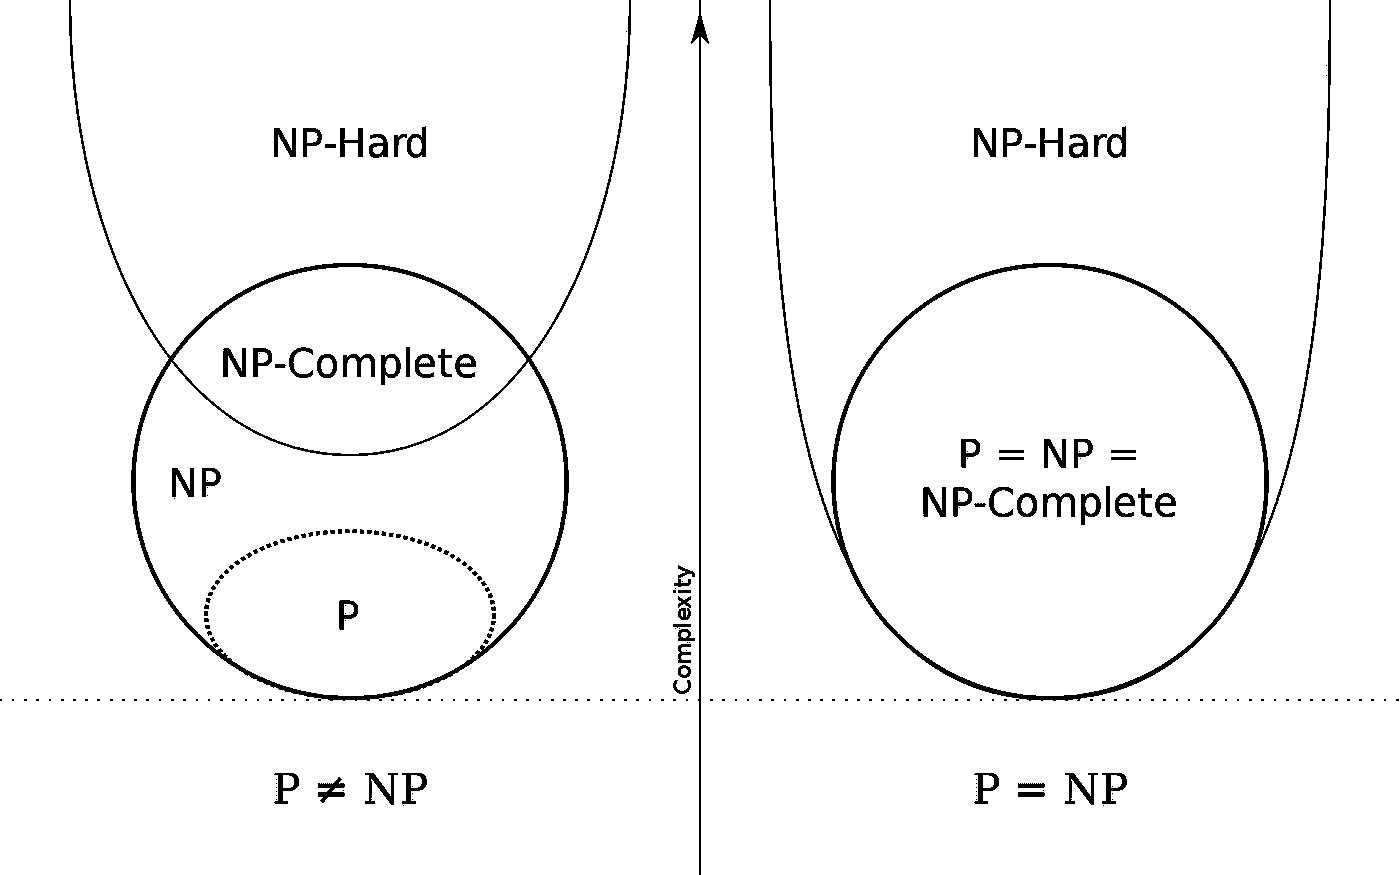 NP-Hard
NP-Complete
NP
P
P ≠ NP
Complexity
NP-Hard
P = NP =
NP-Complete
P = NP